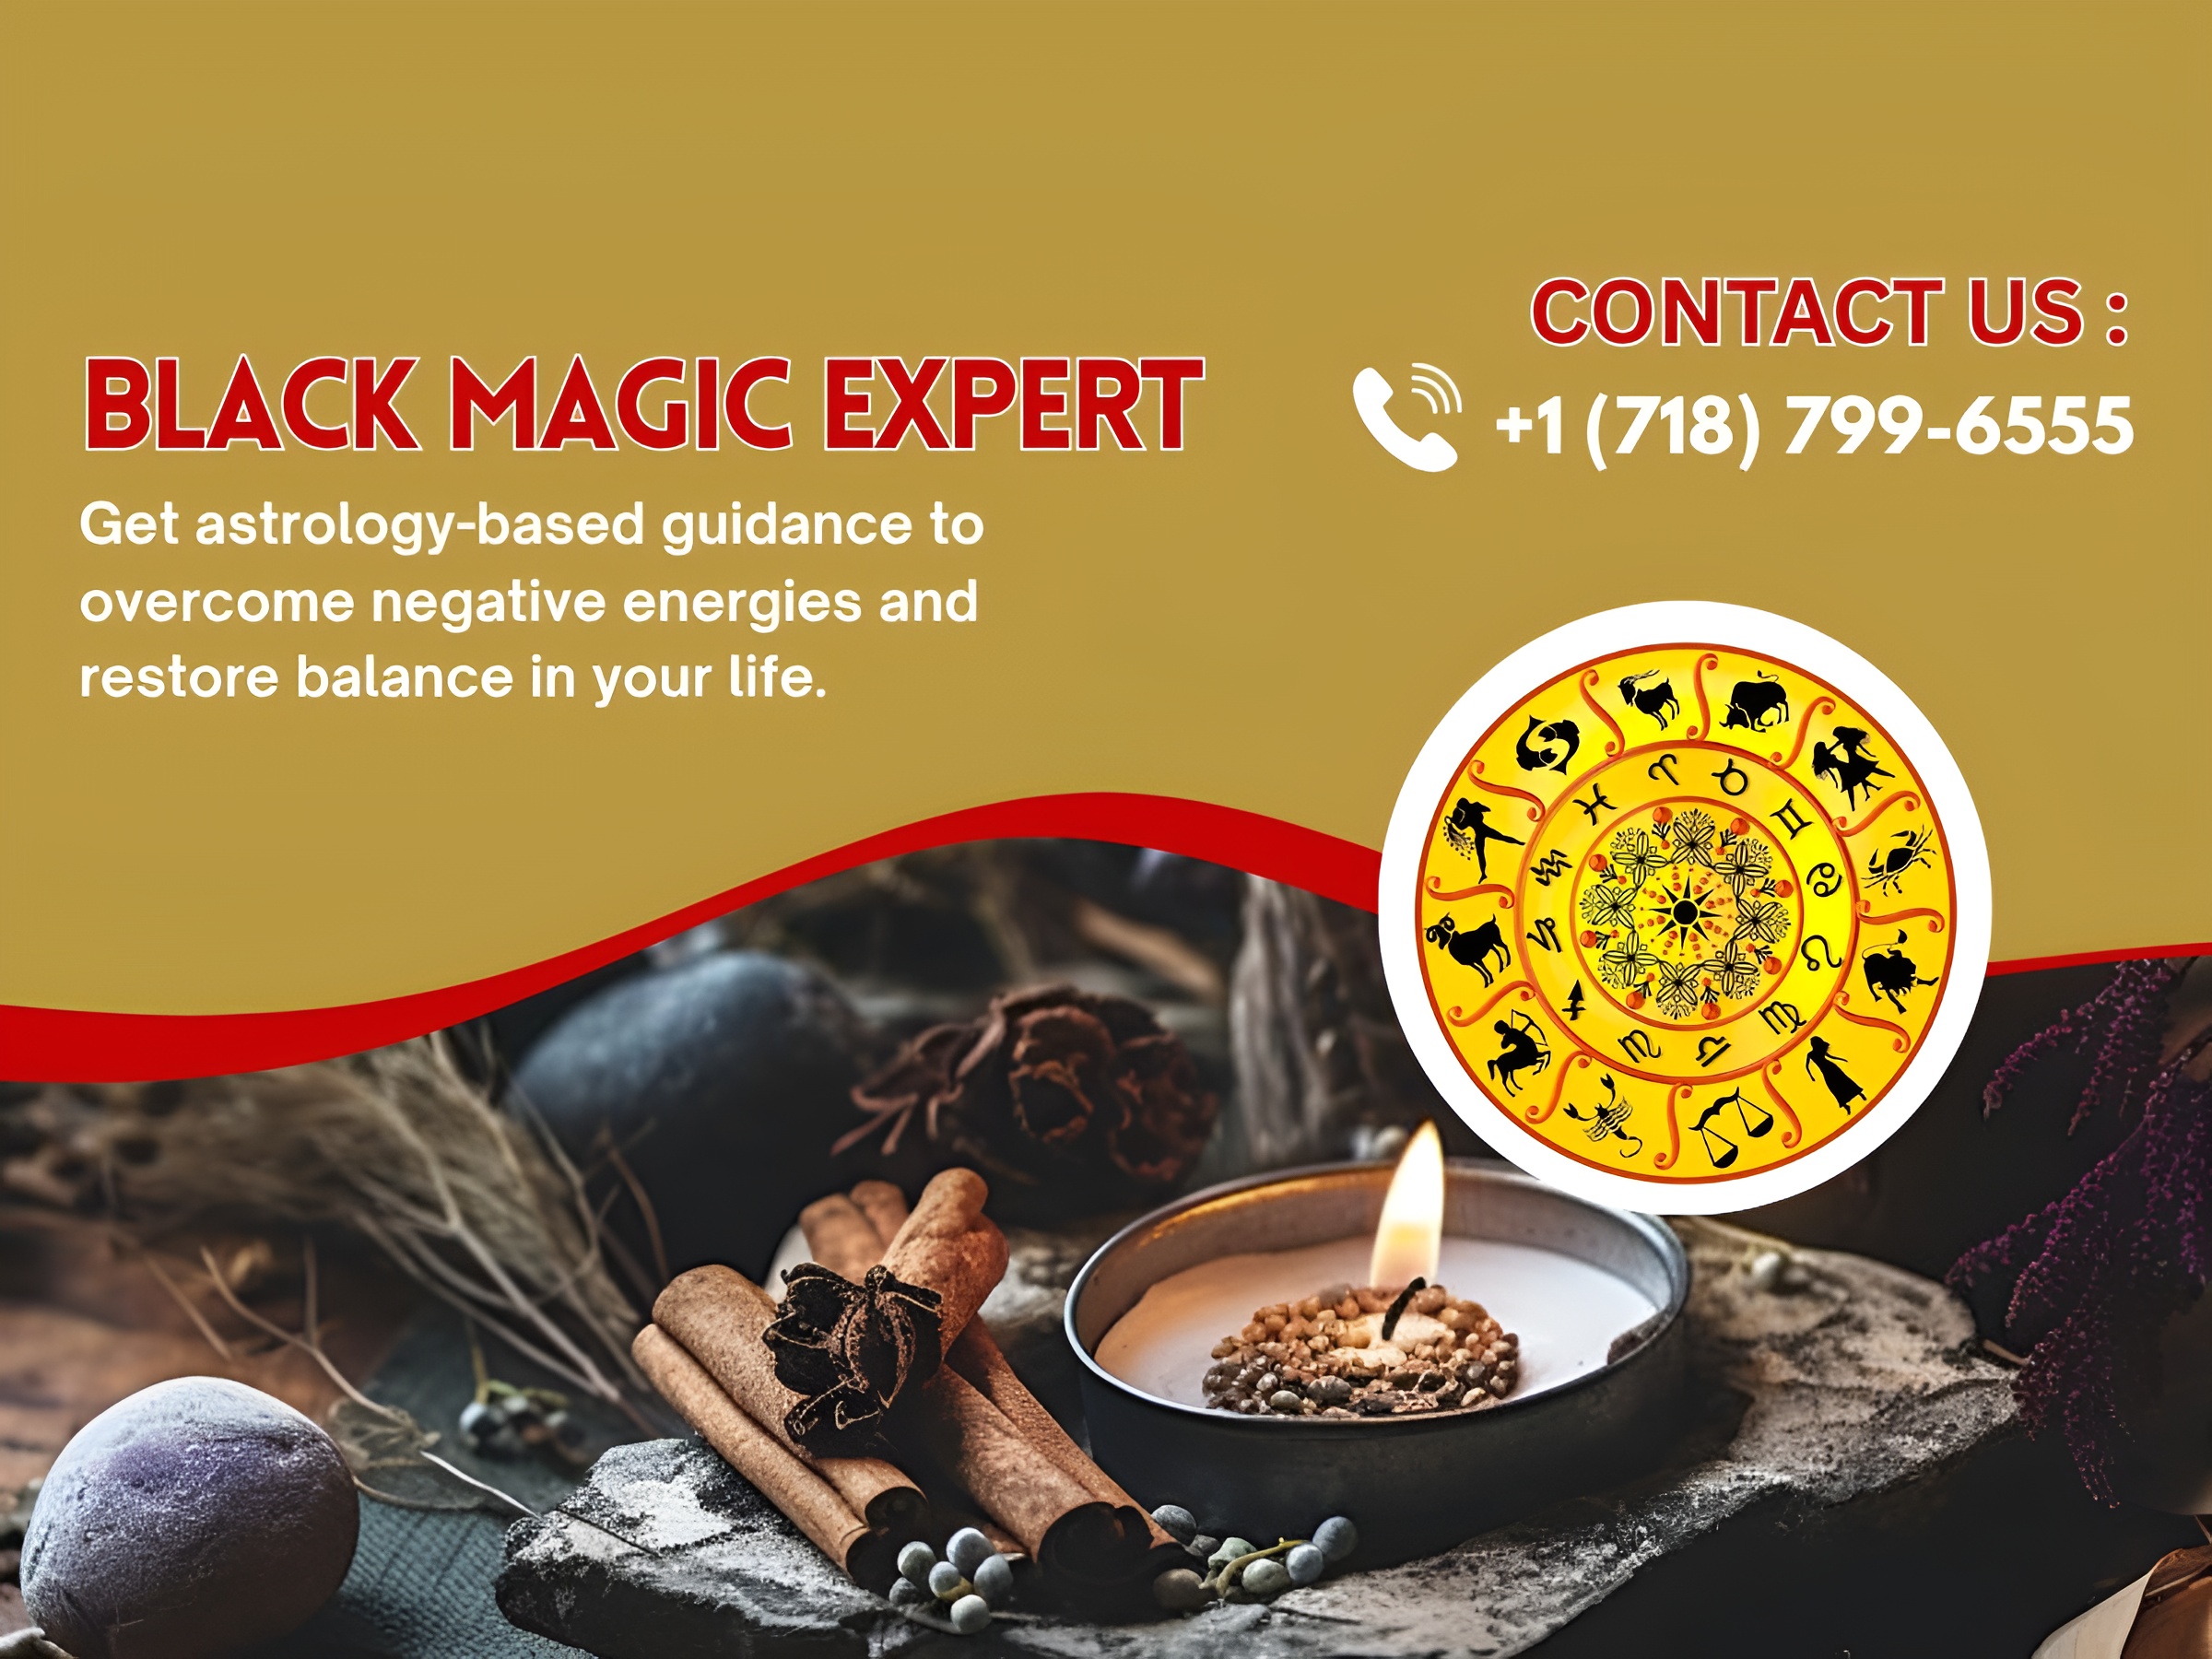 BLACK MAGIC EXPERT
Get astrology-based guidance to
overcome negative energies and
restore balance in your life.
CONTACT US :
+1 (718) 799-6555